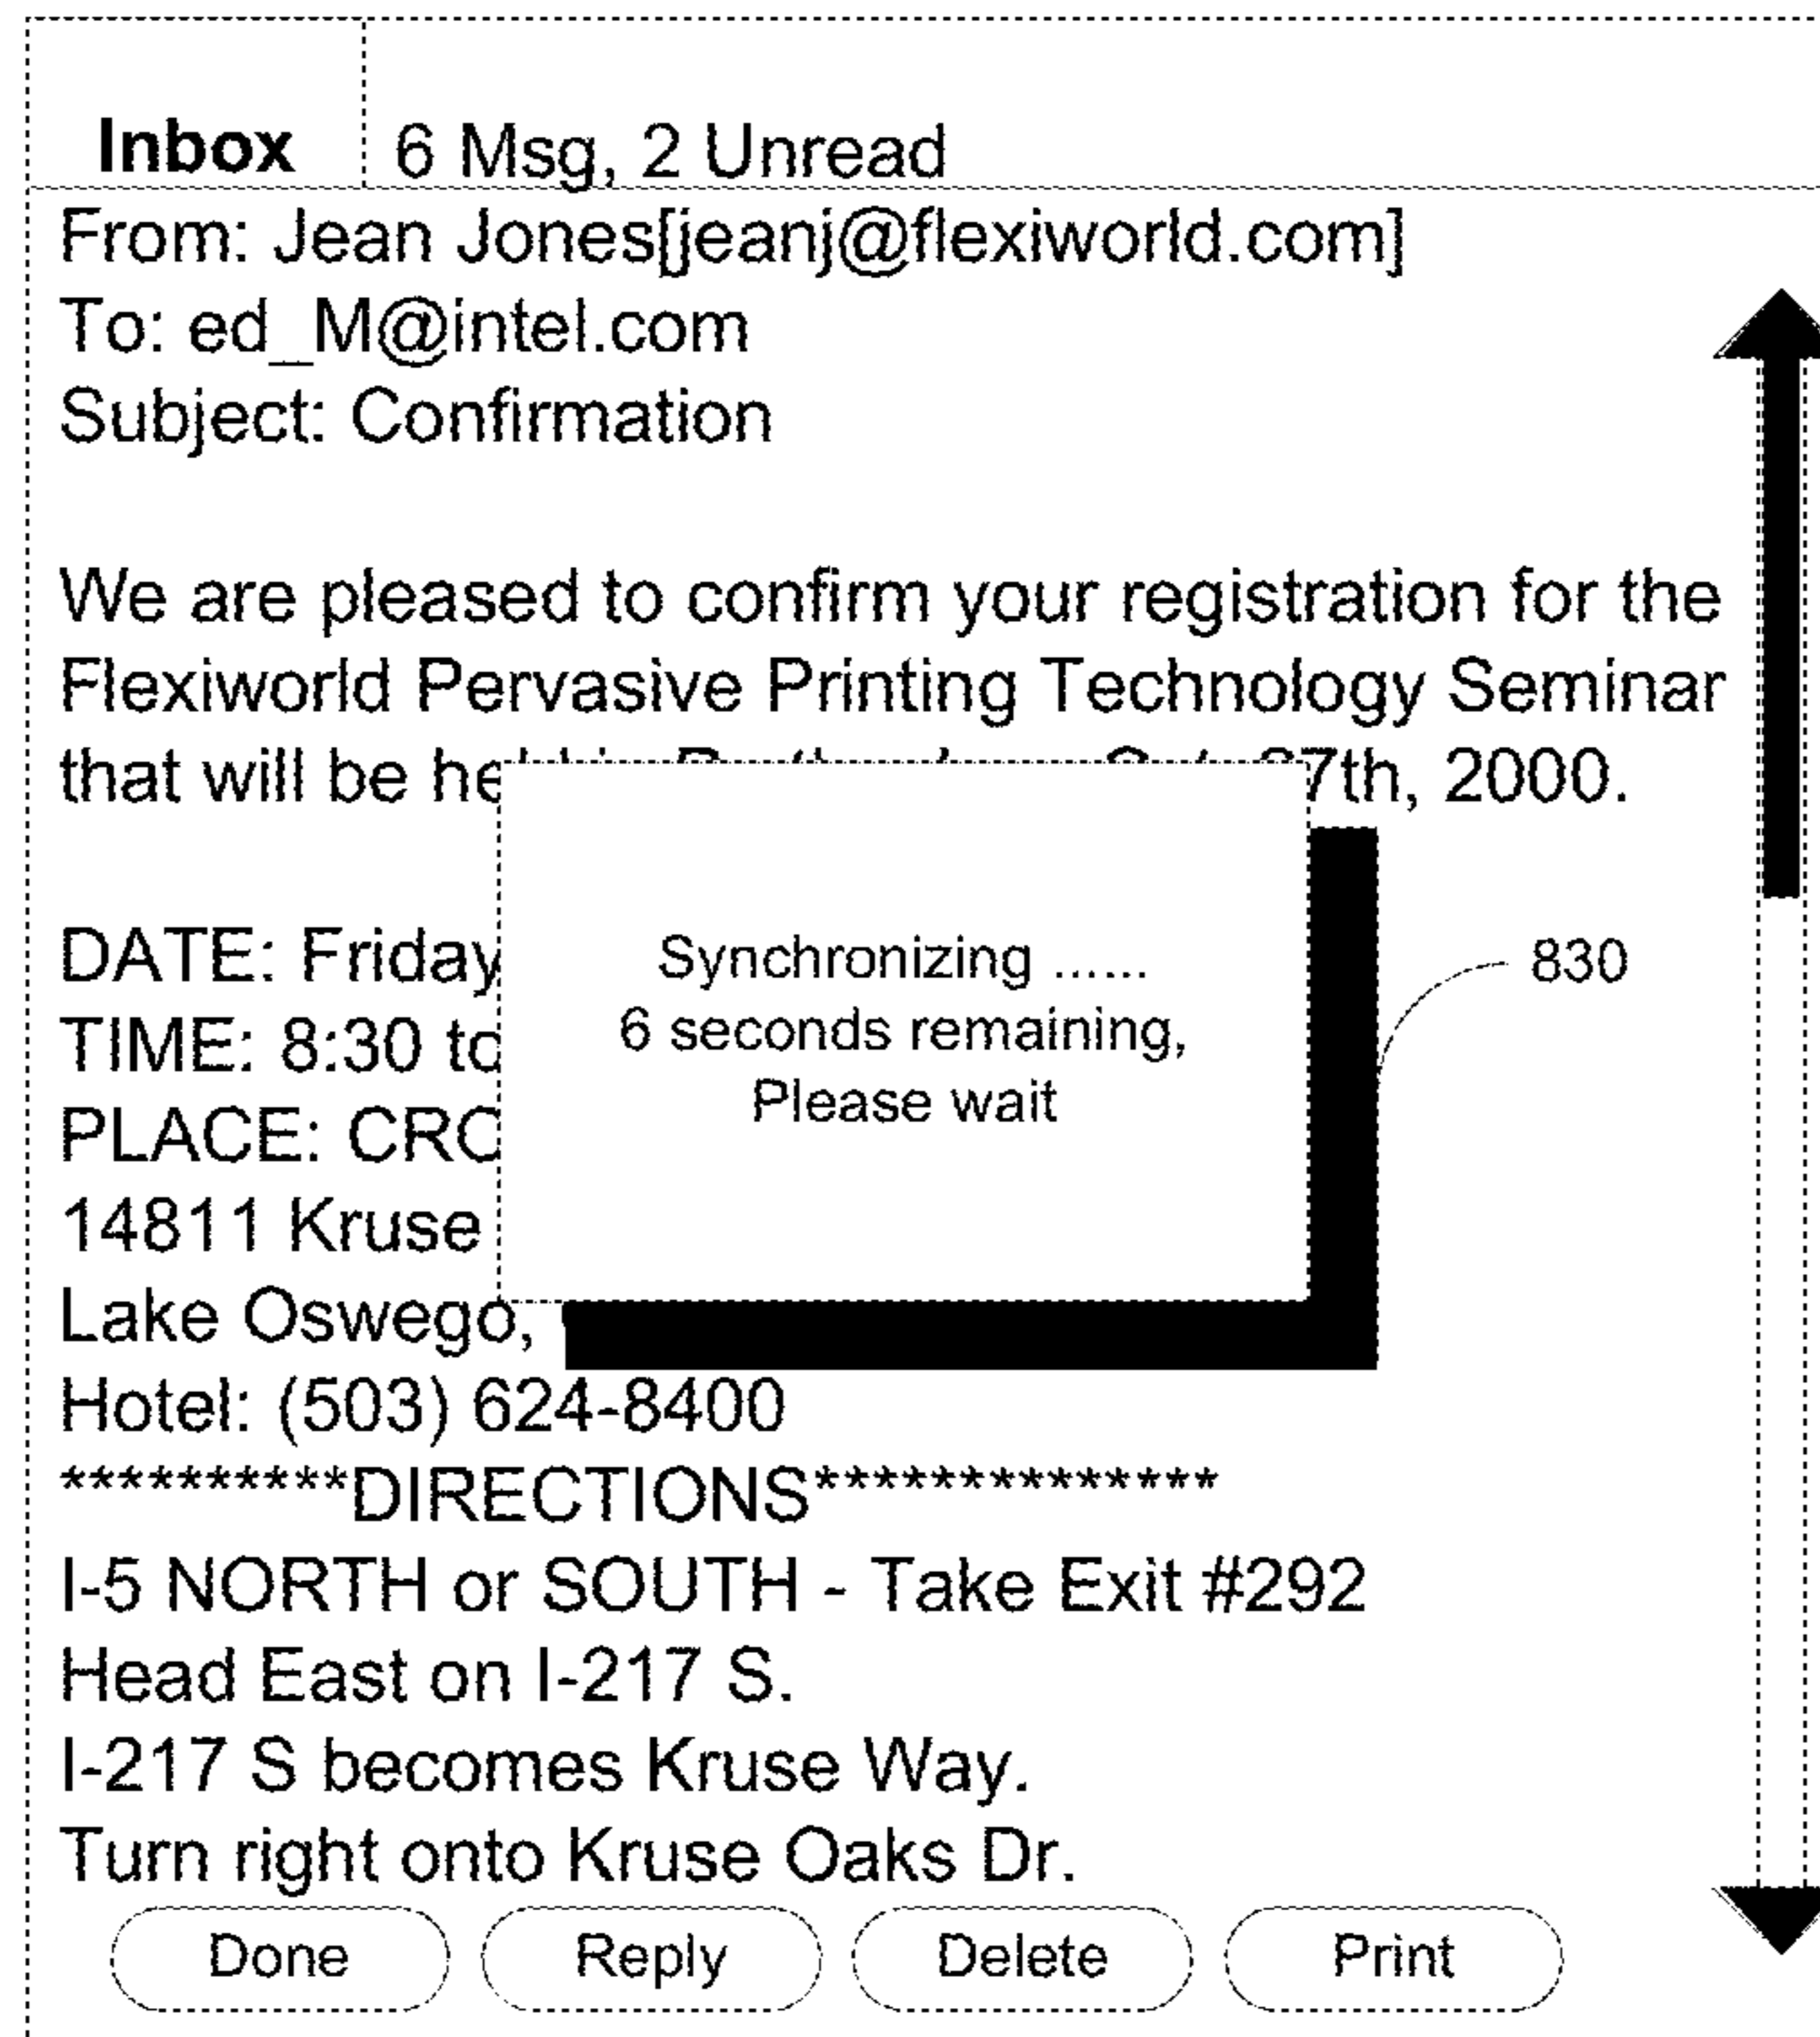 Inbox 6 Msg, 2 Unread
From: Jean Jones[jeanj@flexiworld.com]
To: ed_M@intel.com
Subject: Confirmation
We are pleased to confirm your registration for the
Flexiworld Pervasive Printing Technology Seminar
that will be 7th, 2000.
DATE: Friday
TIME: 8:30 to
PLACE: CRO
14811 Kruse
Lake Oswego,
Synchronizing ......
6 seconds remaining,
Please wait
830
Hotel: (503) 624-8400
**********DIRECTIONS**************
I-5 NORTH or SOUTH - Take Exit #292
Head East on I-217 S.
I-217 S becomes Kruse Way.
Turn right onto Kruse Oaks Dr.
Done Reply Delete Print